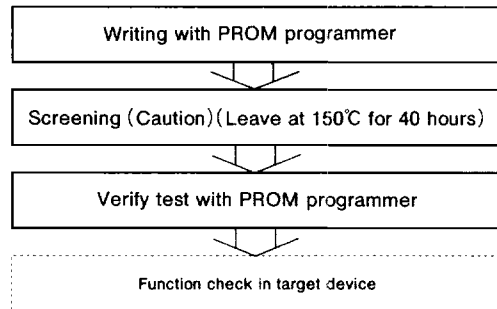 Writing with PROM programmer
Screening (Caution) (Leave at 150℃ for 40 hours)
Verify test with PROM programmer
Function check in target device